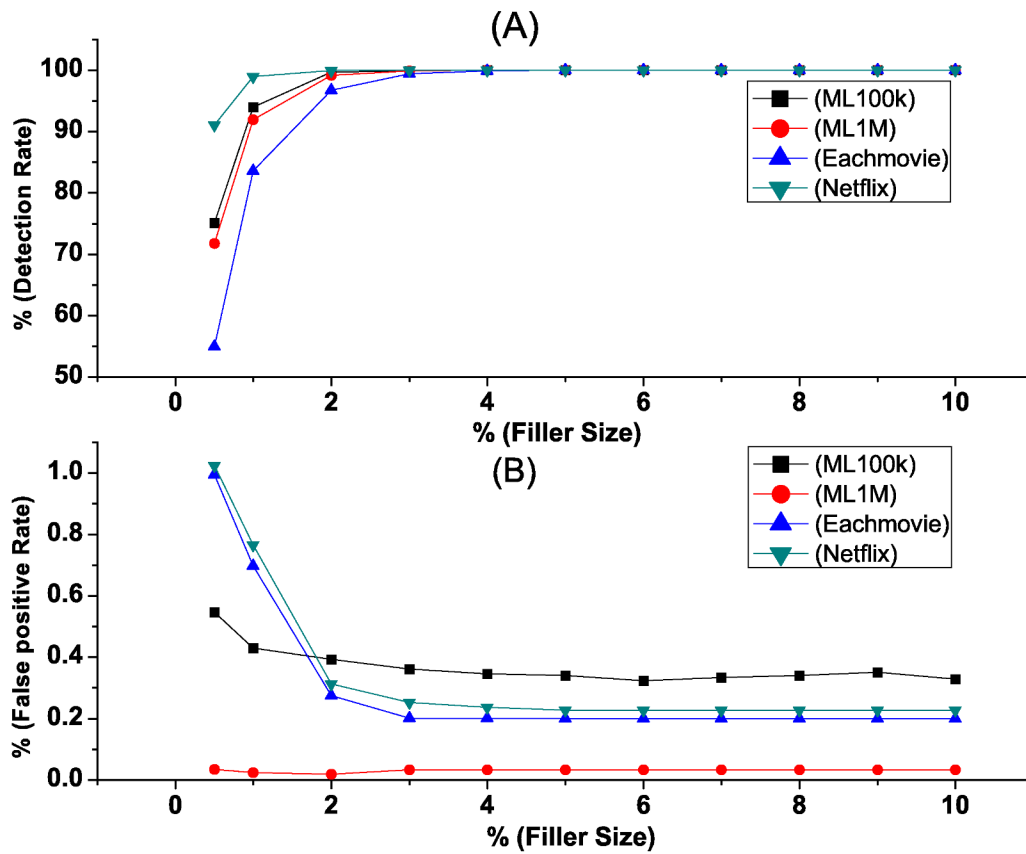 (A)
% (Detection Rate)
100
90
80
70
60
50
(ML100k)
(ML1M)
(Eachmovie)
(Netflix)
0 2 4 6 8 10
% (Filler Size)
(B)
% (False positive Rate)
1.0
0.8
0.6
0.4
0.2
0.0
(ML100k)
(ML1M)
(Eachmovie)
(Netflix)
0 2 4 6 8 10
% (Filler Size)